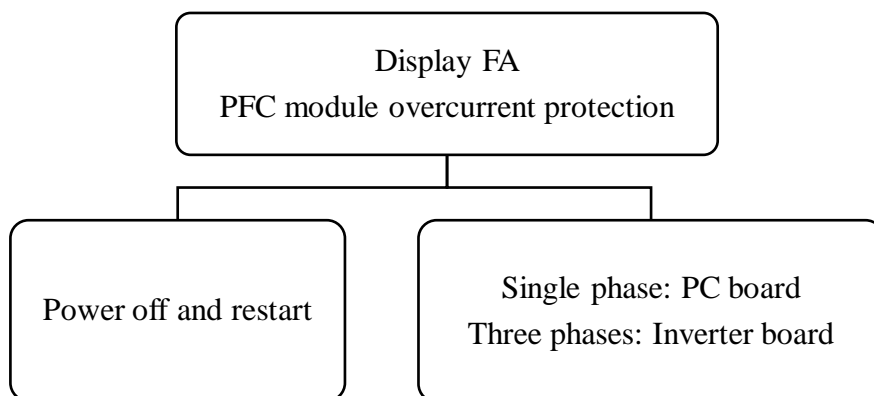 Display FA
PFC module overcurrent protection
Power off and restart
Single phase: PC board
Three phases: Inverter board